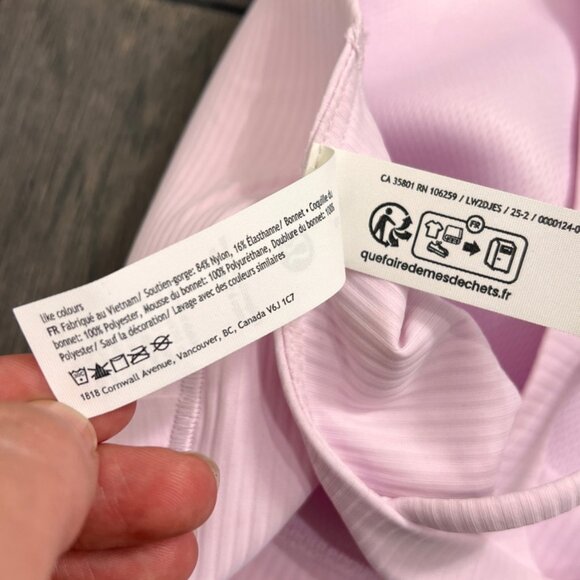 like colours
FR Fabriqué au Vietnam/ Soutien-gorge: 84% Nylon, 16% Élasthanne/ Bonnet • Coquille du
bonnet: 100% Polyester, Mousse du bonnet: 100% Polyuréthane, Doublure du bonnet: 100%
Polyester/ Sauf la décoration/ Lavage avec des couleurs similaires
1818 Cornwall Avenue, Vancouver, BC, Canada V6J 1C7
CA 35801 RN 106259 / LW2DJES / 25-2 / 0000124-0
FR
quefairedemesdechets.fr